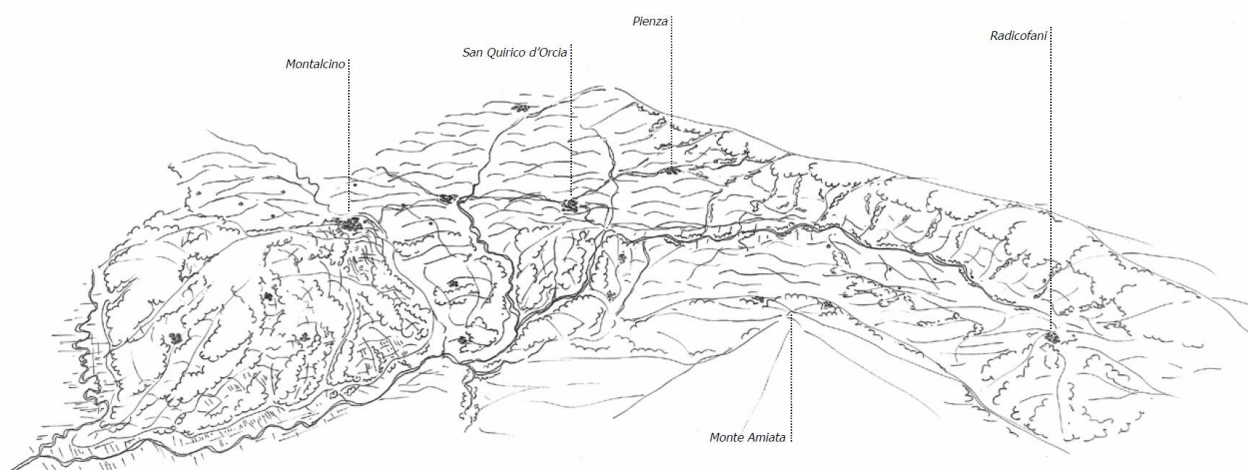 Pienza
Radicofani
San Quirico d'Orcia
Montalcino
Monte Amiata